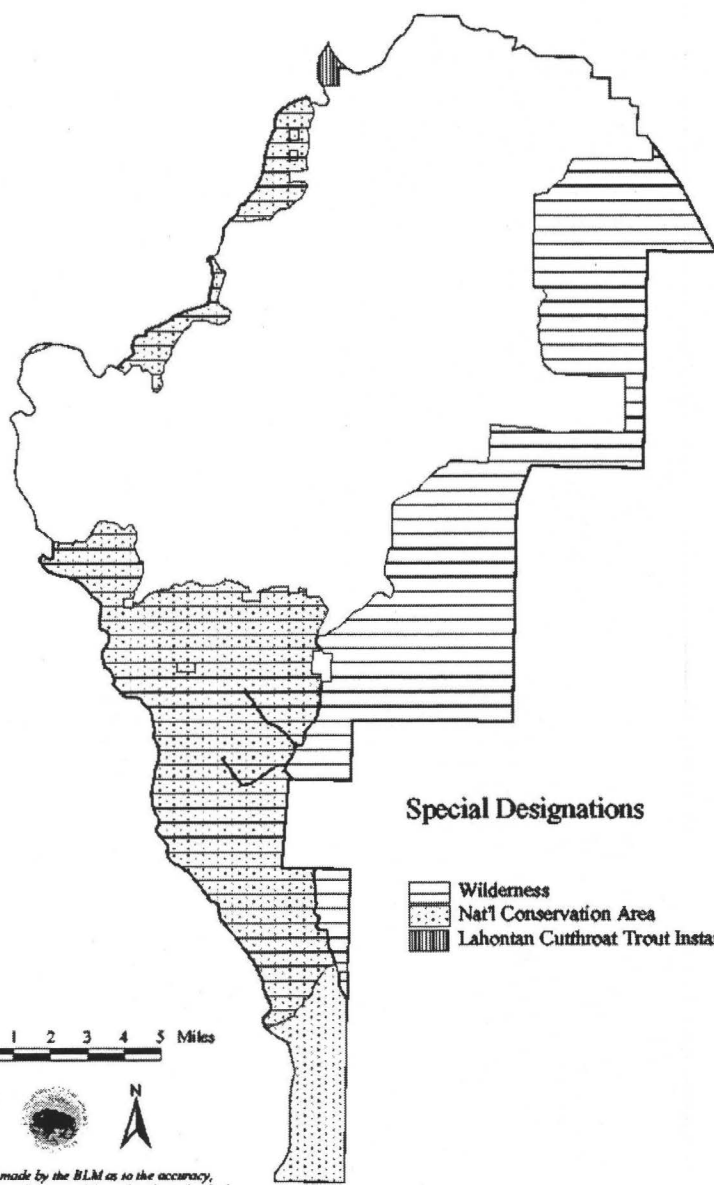 Special Designations
Wilderness
Nat'l Conservation Area
Lahontan Cutthroat Trout
1 2 3 4 5 Miles
N
made by the BLM as to the accuracy,